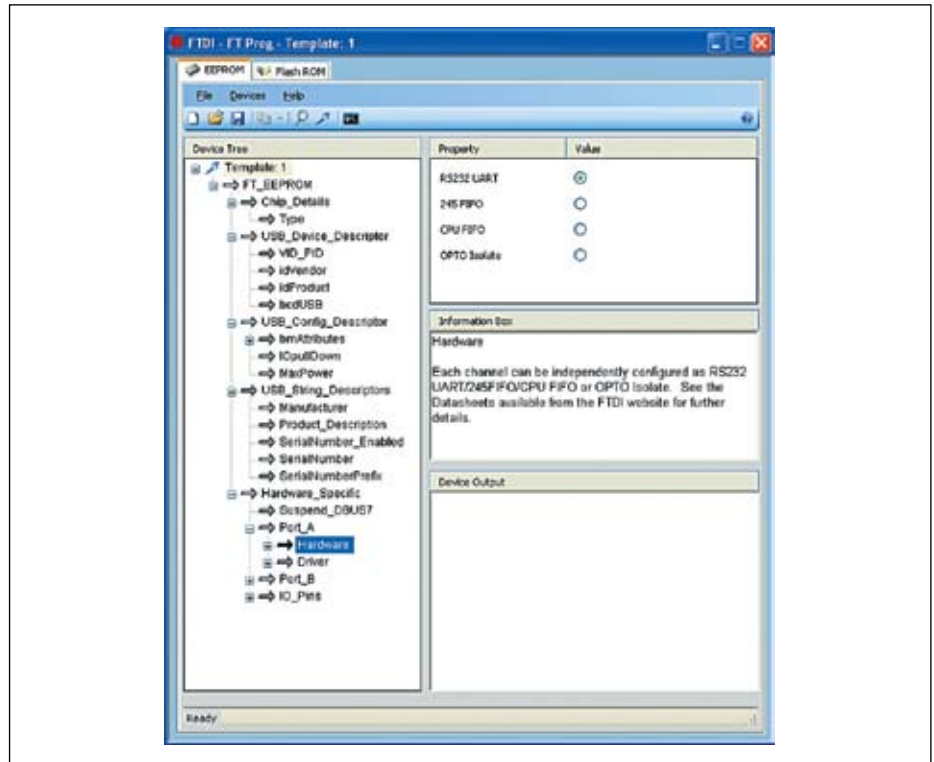 FTDI - FT Prog - Template: 1
EEPROM
Flash ROM
File Devices Help
Device Tree
Template: 1
FT_EEPROM
Chip_Details
Type
USB_Device_Descriptor
VID_PID
idVendor
idProduct
bcdUSB
USB_Config_Descriptor
bmAttributes
IOpullDown
MaxPower
USB_String_Descriptors
Manufacturer
Product_Description
SerialNumber_Enabled
SerialNumber
SerialNumberPrefix
Hardware_Specific
Suspend_DBUS7
Port_A
Hardware
Driver
Port_B
IO_Pins
Property Value
RS232 UART
245 FIFO
CPU FIFO
OPTO Isolate
Information Box
Hardware
Each channel can be independently configured as RS232
UART/245FIFO/CPU FIFO or OPTO Isolate. See the
Datasheets available from the FTDI website for further
details.
Device Output
Ready